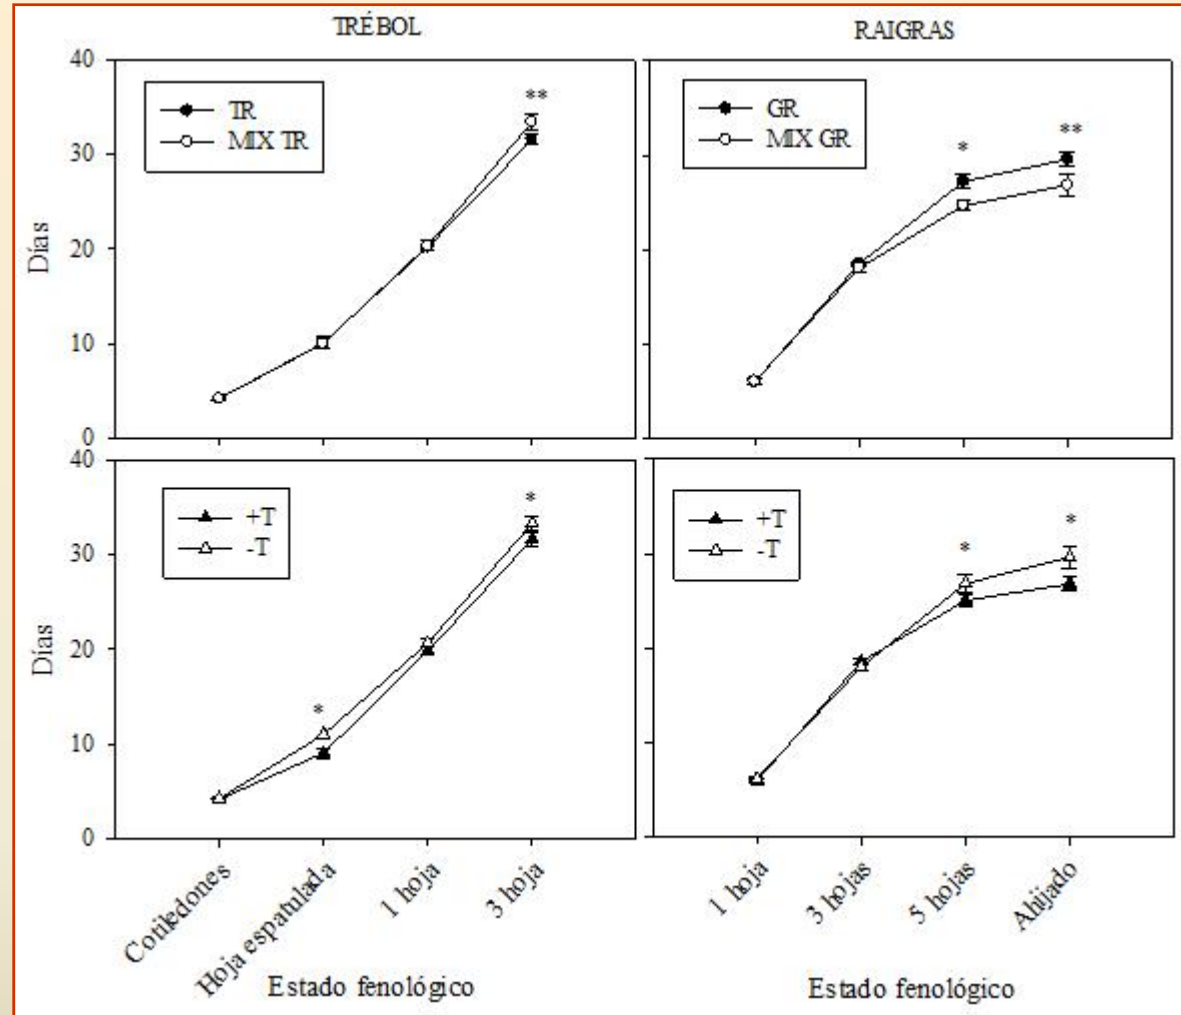 TRÉBOL
RAIGRAS
40
30
20
10
0
Días
TR
MIX TR
**
GR
MIX GR
*
**
40
30
20
10
0
Días
+T
-T
*
*
+T
-T
*
*
Cotiledones
Hoja espatulada
1 hoja
3 hoja
1 hoja
3 hojas
5 hojas
Ahijado
Estado fenológico
Estado fenológico